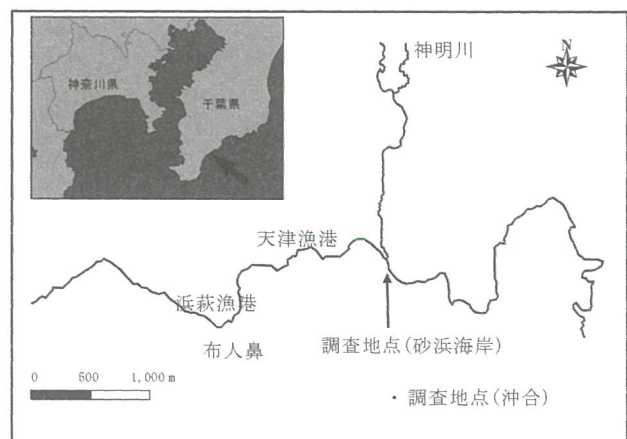 神奈川県
千葉県
神明川
N
天津漁港
浜萩漁港
布入鼻
調査地点(砂浜海岸)
0 500 1,000 m
・調査地点(沖合)